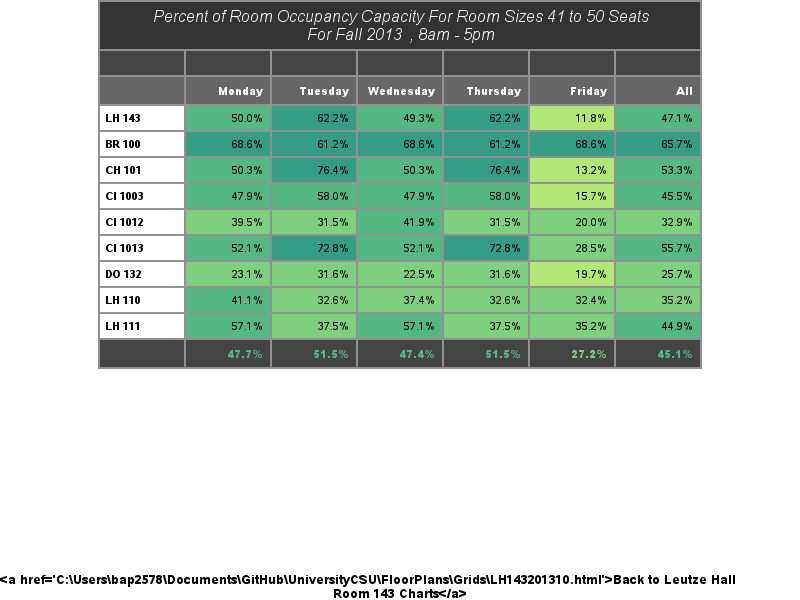 Percent of Room Occupancy Capacity For Room Sizes 41 to 50 Seats
For Fall 2013 , 8am - 5pm
Monday Tuesday Wednesday Thursday Friday All
LH 143 50.0% 62.2% 49.3% 62.2% 11.8% 47.1%
BR 100 68.6% 61.2% 68.6% 61.2% 68.6% 65.7%
CH 101 50.3% 76.4% 50.3% 76.4% 13.2% 53.3%
CI 1003 47.9% 58.0% 47.9% 58.0% 15.7% 45.5%
CI 1012 39.5% 31.5% 41.9% 31.5% 20.0% 32.9%
CI 1013 52.1% 72.8% 52.1% 72.8% 28.5% 55.7%
DO 132 23.1% 31.6% 22.5% 31.6% 19.7% 25.7%
LH 110 41.1% 32.6% 37.4% 32.6% 32.4% 35.2%
LH 111 57.1% 37.5% 57.1% 37.5% 35.2% 44.9%
47.7% 51.5% 47.4% 51.5% 27.2% 45.1%
<a href='C:\Users\bap2578\Documents\GitHub\UniversityCSU\FloorPlans\Grids\LH143201310.html'>Back to Leutze Hall
Room 143 Charts</a>